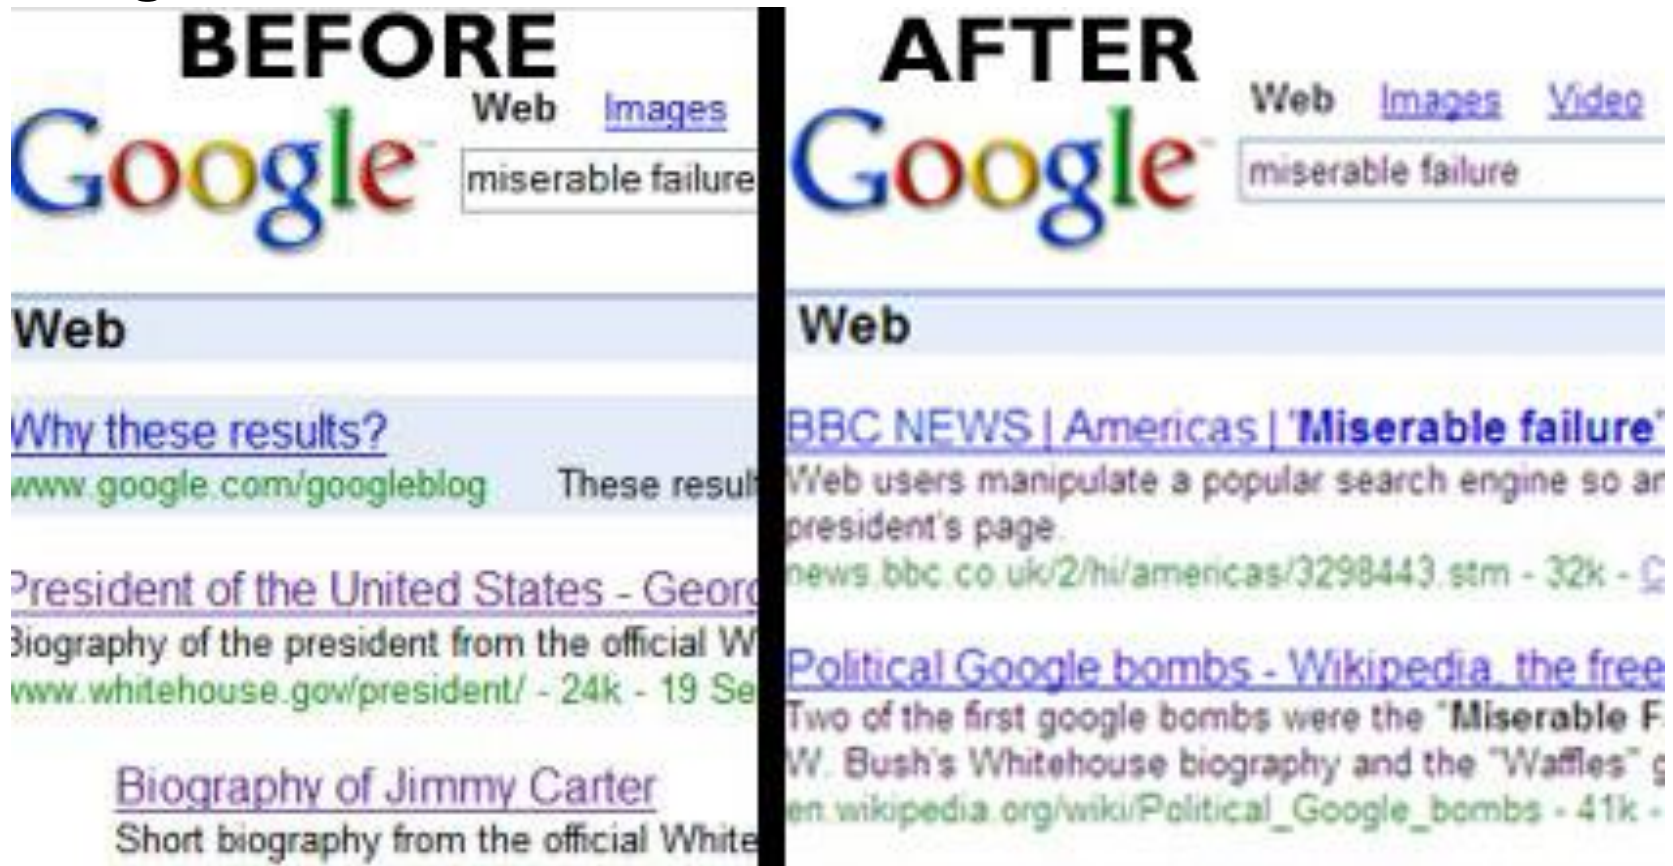 BEFORE
Google
Web Images
miserable failure
Web
Why these results?
www.google.com/googleblog These result
President of the United States - Georg
Biography of the president from the official W
www.whitehouse.gov/president/ - 24k - 19 Se
Biography of Jimmy Carter
Short biography from the official White
AFTER
Google
Web Images Video
miserable failure
Web
BBC NEWS | Americas | 'Miserable failure'
Web users manipulate a popular search engine so an
president's page.
news.bbc.co.uk/2/hi/americas/3298443.stm - 32k - C
Political Google bombs - Wikipedia, the free
Two of the first google bombs were the "Miserable F
W. Bush's Whitehouse biography and the "Waffles" g
en.wikipedia.org/wiki/Political_Google_bombs - 41k -